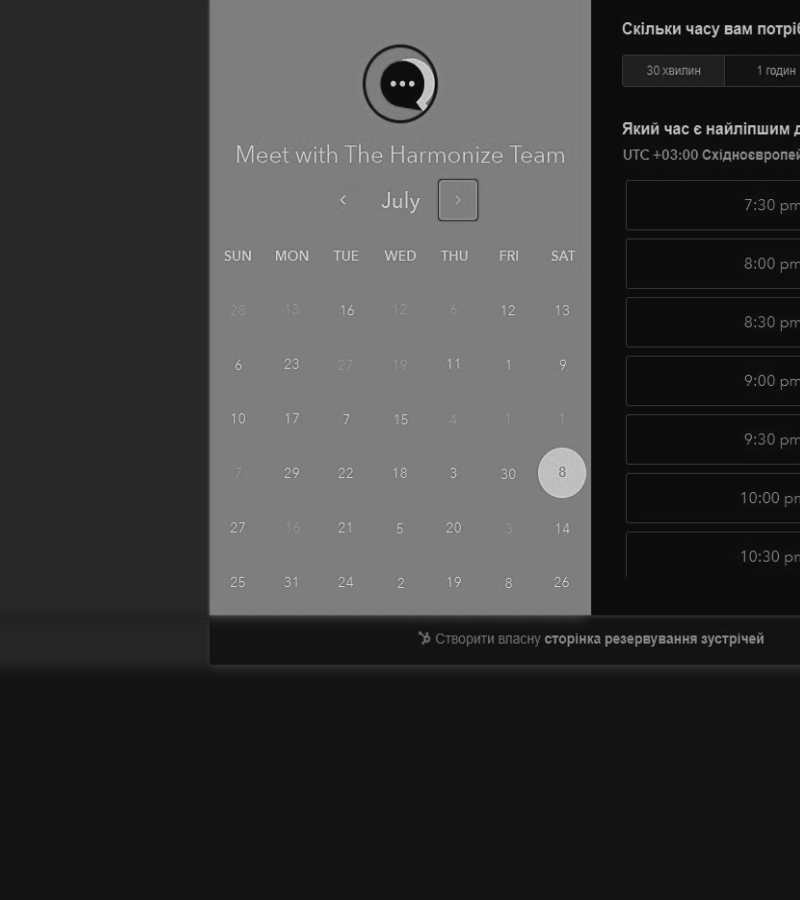 Meet with The Harmonize Team
July
SUN MON TUE WED THU FRI SAT
28 13 16 12 6 12 13
6 23 27 19 11 1 9
10 17 7 15 4 1 1
7 29 22 18 3 30 8
27 16 21 5 20 3 14
25 31 24 2 19 8 26
Скільки часу вам потріб
30 хвилин 1 годин
Який час є найліпшим д
UTC +03:00 Східноєвропей
7:30 pm
8:00 pm
8:30 pm
9:00 pm
9:30 pm
10:00 pm
10:30 pm
Створити власну сторінка резервування зустрічей